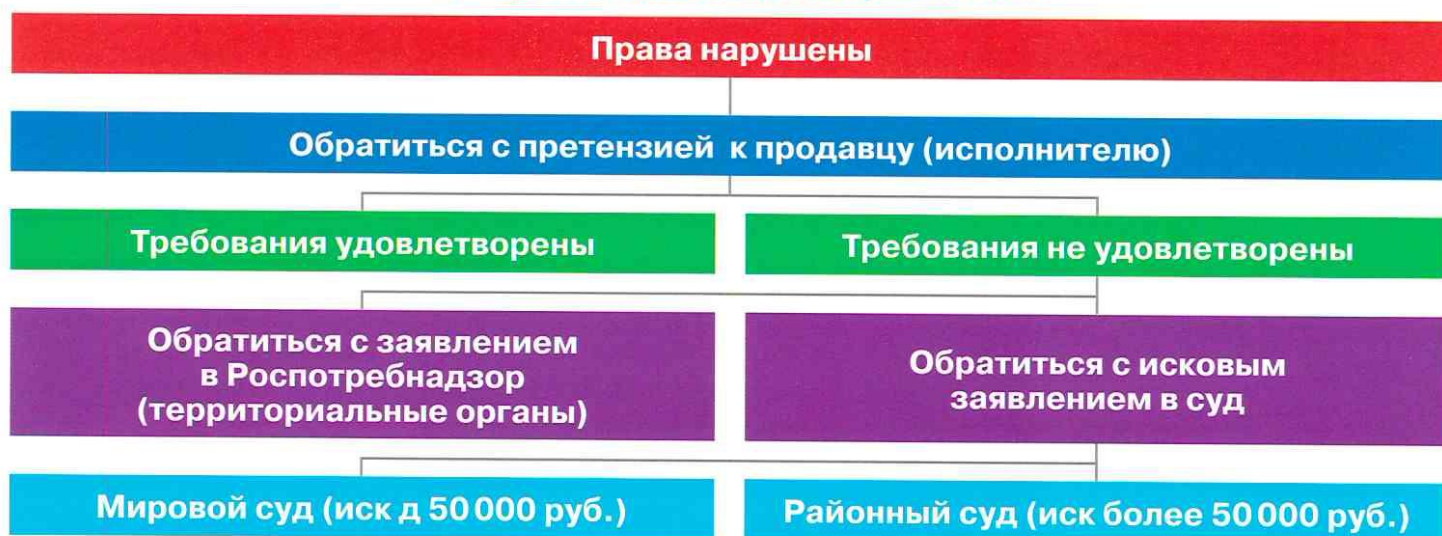 Права нарушены
Обратиться с претензией к продавцу (исполнителю)
Требования удовлетворены
Требования не удовлетворены
Обратиться с заявлением
в Роспотребнадзор
(территориальные органы)
Обратиться с исковым
заявлением в суд
Мировой суд (иск д 50 000 руб.)
Районный суд (иск более 50 000 руб.)